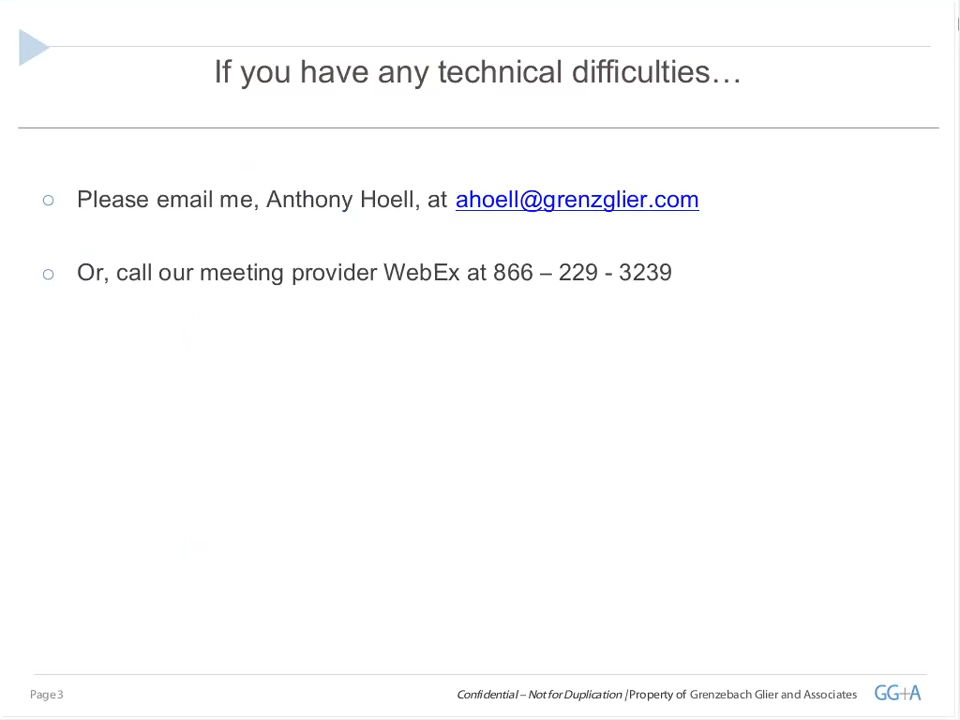 If you have any technical difficulties…
○ Please email me, Anthony Hoell, at ahoell@grenzglier.com
○ Or, call our meeting provider WebEx at 866 – 229 - 3239
Page 3
Confidential – Not for Duplication | Property of Grenzebach Glier and Associates GG+A